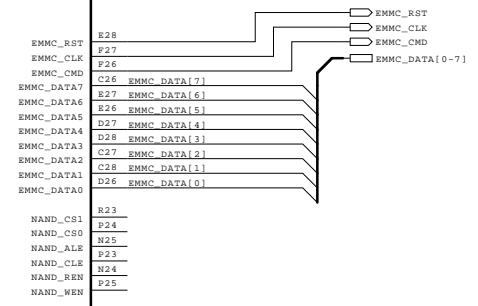 EMMC_RST E28 EMMC_RST
EMMC_CLK F27 EMMC_CLK
EMMC_CMD F26 EMMC_CMD
EMMC_DATA[0-7]
EMMC_DATA7 C26 EMMC_DATA[7]
EMMC_DATA6 E27 EMMC_DATA[6]
EMMC_DATA5 E26 EMMC_DATA[5]
EMMC_DATA4 D27 EMMC_DATA[4]
EMMC_DATA3 D28 EMMC_DATA[3]
EMMC_DATA2 C27 EMMC_DATA[2]
EMMC_DATA1 C28 EMMC_DATA[1]
EMMC_DATA0 D26 EMMC_DATA[0]
NAND_CS1 R23
NAND_CS0 P24
NAND_ALE N25
NAND_CLE P23
NAND_REN N24
NAND_WEN P25